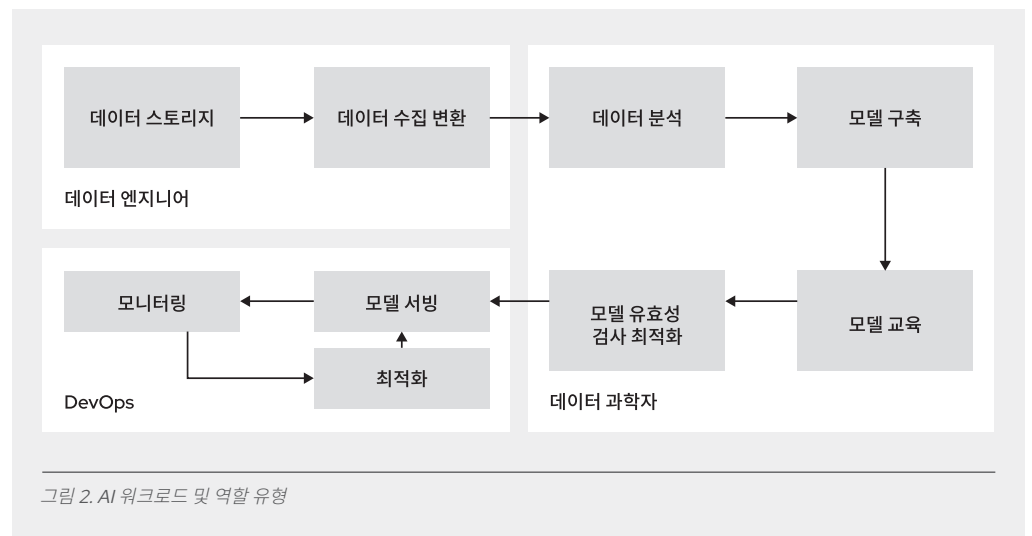 데이터 스토리지
데이터 수집 변환
데이터 엔지니어
데이터 분석
모델 구축
모니터링
모델 서빙
최적화
DevOps
모델 유효성
검사 최적화
모델 교육
데이터 과학자
그림 2. AI 워크로드 및 역할 유형